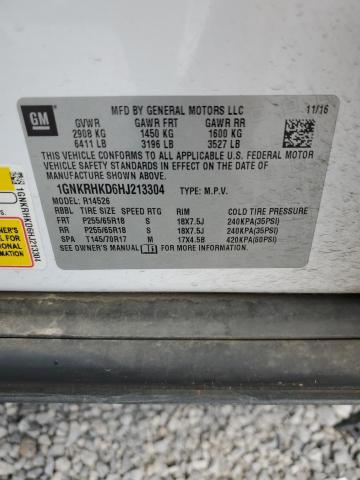 GM
MFD BY GENERAL MOTORS LLC
11/16
GVWR GAWR FRT GAWR RR
2908 KG 1450 KG 1600 KG
6411 LB 3196 LB 3527 LB
THIS VEHICLE CONFORMS TO ALL APPLICABLE U.S. FEDERAL
MOTOR VEHICLE SAFETY STANDARDS IN EFFECT ON THE DATE OF
MANUFACTURE SHOWN ABOVE.
1GNKRHKD6HJ213304 TYPE: M.P.V.
MODEL: R14526
RBBL TIRE SIZE SPEED RTG RIM COLD TIRE PRESSURE
FRT P255/65R18 S 18X7.5J 240KPA(35PSI)
RR P255/65R18 S 18X7.5J 240KPA(35PSI)
SPA T145/70R17 M 17X4.5B 420KPA(60PSI)
SEE OWNER'S MANUAL FOR MORE INFORMATION.
1GNKRHKD6HJ213304